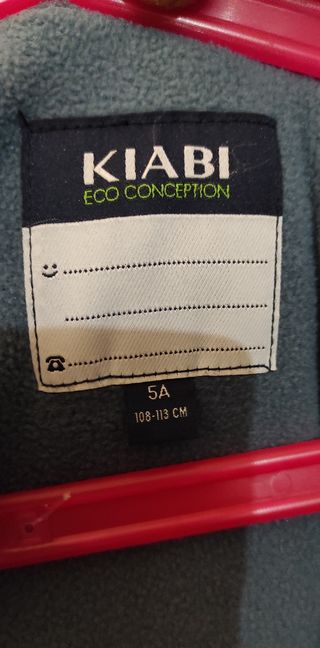 KIABI
ECO CONCEPTION
5A
108-113 CM